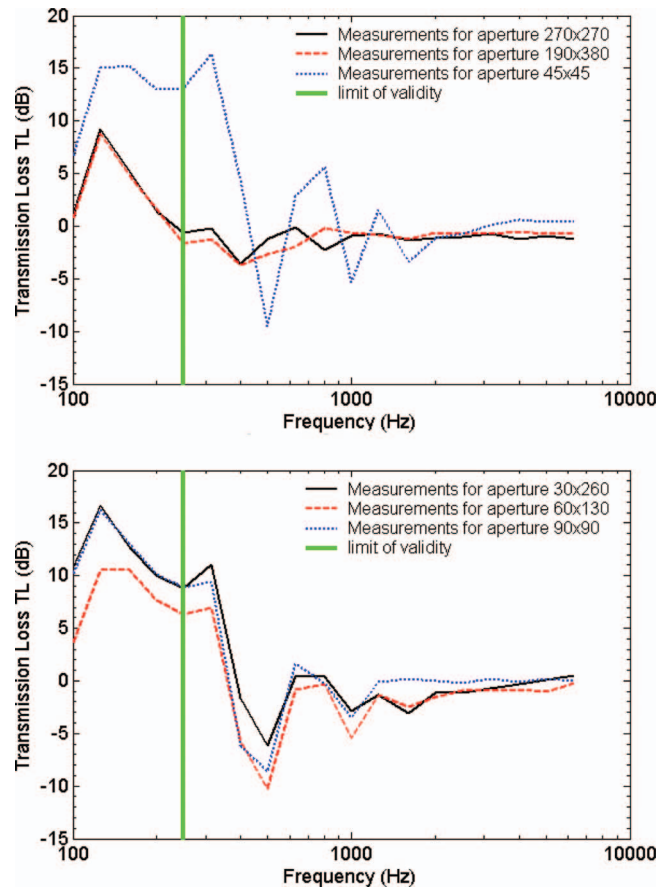 20
15
10
5
0
-5
-10
-15
Transmission Loss TL (dB)
Measurements for aperture 270x270
Measurements for aperture 190x380
Measurements for aperture 45x45
limit of validity
100
1000
10000
Frequency (Hz)
20
15
10
5
0
-5
-10
-15
Transmission Loss TL (dB)
Measurements for aperture 30x260
Measurements for aperture 60x130
Measurements for aperture 90x90
limit of validity
100
1000
10000
Frequency (Hz)